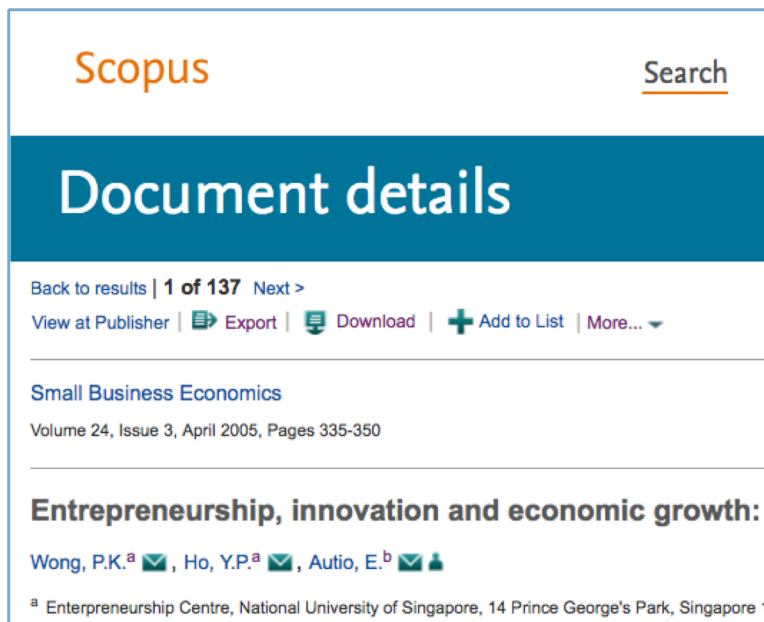 Scopus
Search
Document details
Back to results | 1 of 137 Next >
View at Publisher | Export | Download | Add to List | More...
Small Business Economics
Volume 24, Issue 3, April 2005, Pages 335-350
Entrepreneurship, innovation and economic growth:
Wong, P.K.a , Ho, Y.P.a , Autio, E.b
a Enterpreneurship Centre, National University of Singapore, 14 Prince George's Park, Singapore 1